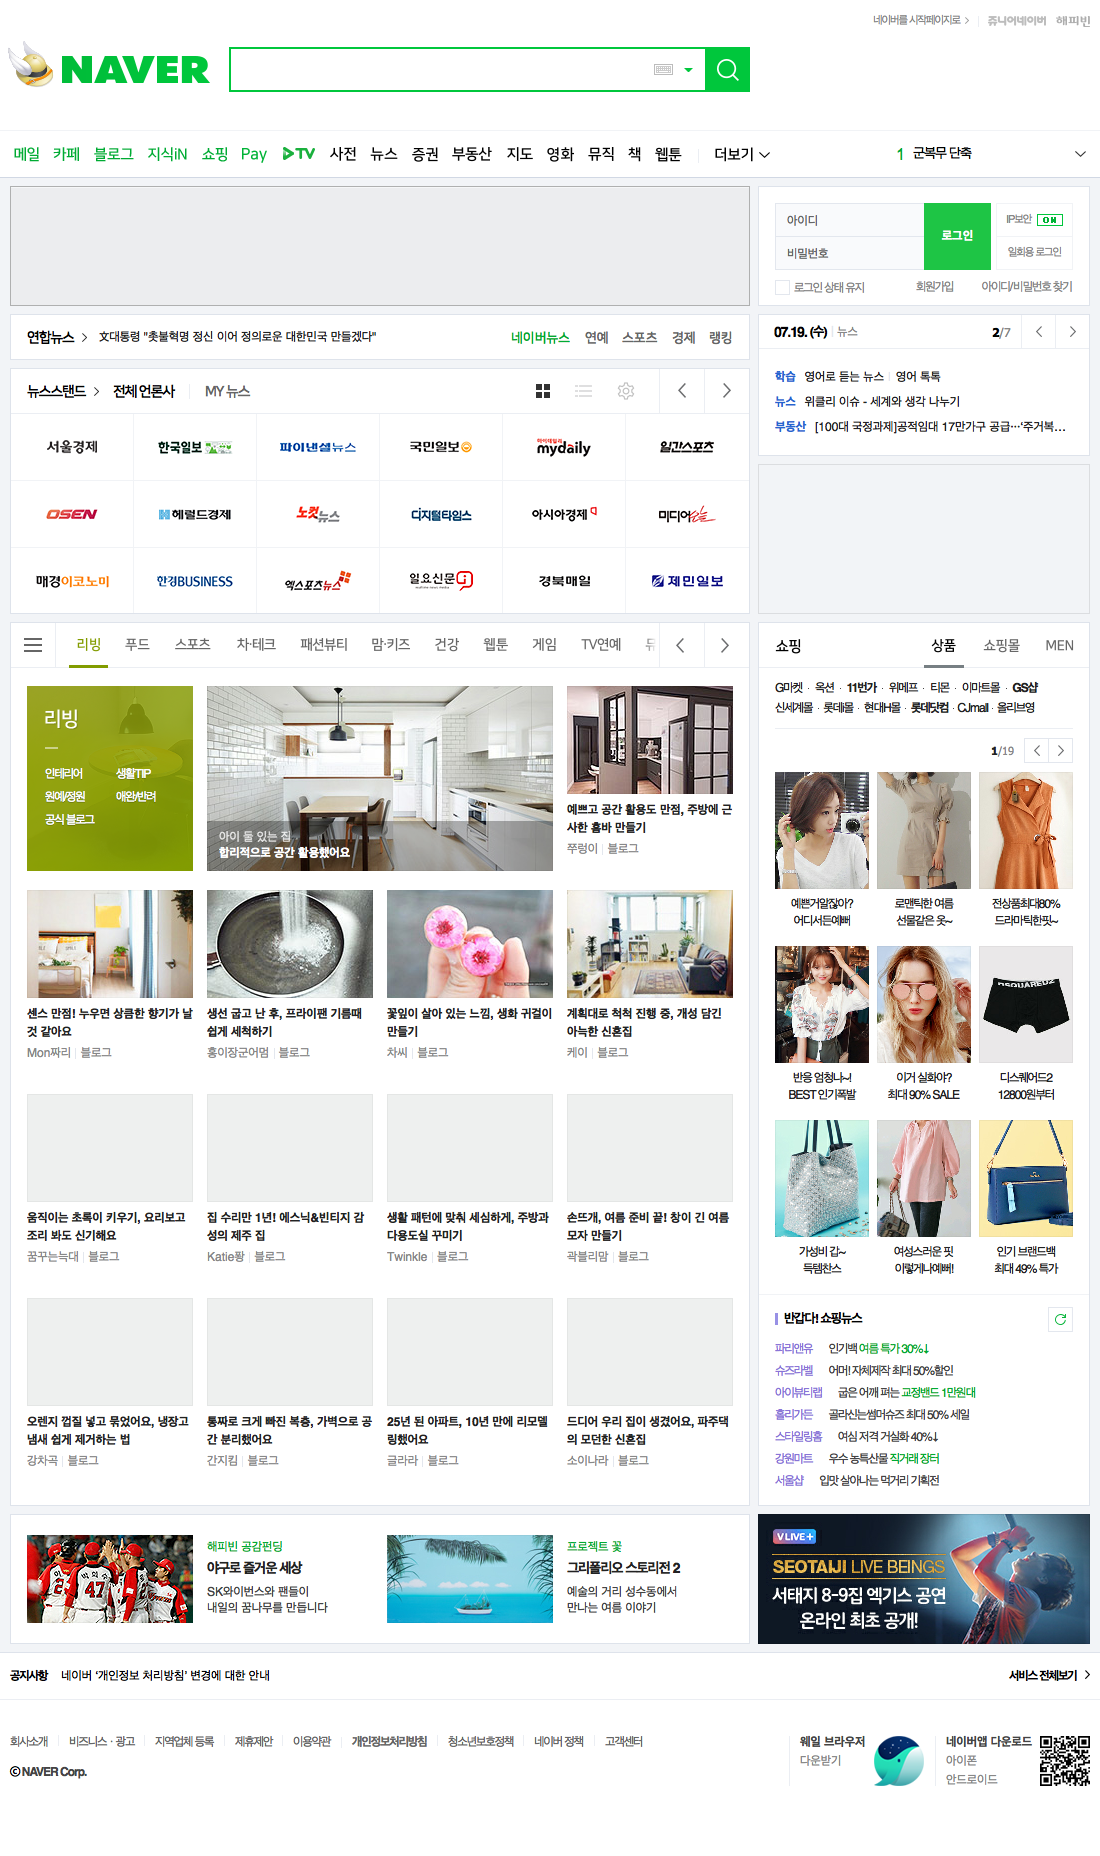 네이버를 시작페이지로
쥬니어네이버 해피빈
NAVER
메일 카페 블로그 지식iN 쇼핑 Pay TV 사전 뉴스 증권 부동산 지도 영화 뮤직 책 웹툰 더보기
1 군복무 단축
아이디
비밀번호
로그인
IP보안 ON
일회용 로그인
로그인 상태 유지 회원가입 아이디/비밀번호 찾기
연합뉴스 文대통령 "촛불혁명 정신 이어 정의로운 대한민국 만들겠다"
네이버뉴스 연예 스포츠 경제 랭킹
07.19. (수) 뉴스 2/7
학습 영어로 듣는 뉴스 영어 톡톡
뉴스 위클리 이슈 - 세계와 생각 나누기
부동산 [100대 국정과제]공적임대 17만가구 공급…'주거복…
뉴스스탠드 전체 언론사 MY 뉴스
서울경제 한국일보 파이낸셜뉴스 국민일보 마이데일리 mydaily 일간스포츠
OSEN 헤럴드경제 노컷뉴스 디지털타임스 아시아경제 미디어오늘
매경이코노미 한경BUSINESS 엑스포츠뉴스 일요신문 경북매일 제민일보
리빙 푸드 스포츠 차·테크 패션뷰티 맘·키즈 건강 웹툰 게임 TV연예 뮤
리빙
인테리어 생활TIP
원예/정원 애완/반려
공식 블로그
아이 둘 있는 집..
합리적으로 공간 활용했어요
예쁘고 공간 활용도 만점, 주방에 근
사한 홈바 만들기
쭈렁이 블로그
센스 만점! 누우면 상큼한 향기가 날
것 같아요
Mon짜리 블로그
생선 굽고 난 후, 프라이팬 기름때
쉽게 세척하기
홍이장군어멈 블로그
꽃잎이 살아 있는 느낌, 생화 귀걸이
만들기
차씨 블로그
계획대로 척척 진행 중, 개성 담긴
아늑한 신혼집
케이 블로그
움직이는 초록이 키우기, 요리보고
조리 봐도 신기해요
꿈꾸는늑대 블로그
집 수리만 1년! 에스닉&빈티지 감
성의 제주 집
Katie짱 블로그
생활 패턴에 맞춰 세심하게, 주방과
다용도실 꾸미기
Twinkle 블로그
손뜨개, 여름 준비 끝! 창이 긴 여름
모자 만들기
곽블리맘 블로그
오렌지 껍질 넣고 묶었어요, 냉장고
냄새 쉽게 제거하는 법
강차곡 블로그
통짜로 크게 빠진 복층, 가벽으로 공
간 분리했어요
간지킴 블로그
25년 된 아파트, 10년 만에 리모델
링했어요
글라라 블로그
드디어 우리 집이 생겼어요, 파주댁
의 모던한 신혼집
소이나라 블로그
쇼핑 상품 쇼핑몰 MEN
G마켓 · 옥션 · 11번가 · 위메프 · 티몬 · 이마트몰 · GS샵
신세계몰 · 롯데몰 · 현대H몰 · 롯데닷컴 · CJmall · 올리브영
1/19
예쁜거알잖아?
어디서든예뻐
로맨틱한 여름
선물같은 옷~
전상품최대80%
드라마틱한핏~
반응 엄청나~!
BEST 인기폭발
이거 실화야?
최대 90% SALE
DSQUARED2
디스퀘어드2
12800원부터
가성비 갑~
득템찬스
여성스러운 핏
이렇게나예뻐!
인기 브랜드백
최대 49% 특가
반갑다! 쇼핑뉴스
파리앤유 인기백 여름 특가 30%↓
슈즈라벨 어머! 자체제작 최대 50%할인
아이뷰티랩 굽은 어깨 펴는 교정밴드 1만원대
홀리가든 골라신는썸머슈즈 최대 50% 세일
스타일링홈 여심 저격 거실화 40%↓
강원마트 우수 농특산물 직거래 장터
서울샵 입맛 살아나는 먹거리 기획전
해피빈 공감펀딩
야구로 즐거운 세상
SK와이번스와 팬들이
내일의 꿈나무를 만듭니다
프로젝트 꽃
그리폴리오 스토리전 2
예술의 거리 성수동에서
만나는 여름 이야기
V LIVE+
SEOTAIJI LIVE BEINGS
서태지 8-9집 엑기스 공연
온라인 최초 공개!
공지사항 네이버 '개인정보 처리방침' 변경에 대한 안내
서비스 전체보기
회사소개 비즈니스 · 광고 지역업체 등록 제휴제안 이용약관 개인정보처리방침 청소년보호정책 네이버 정책 고객센터
ⓒ NAVER Corp.
웨일 브라우저
다운받기
네이버앱 다운로드
아이폰
안드로이드